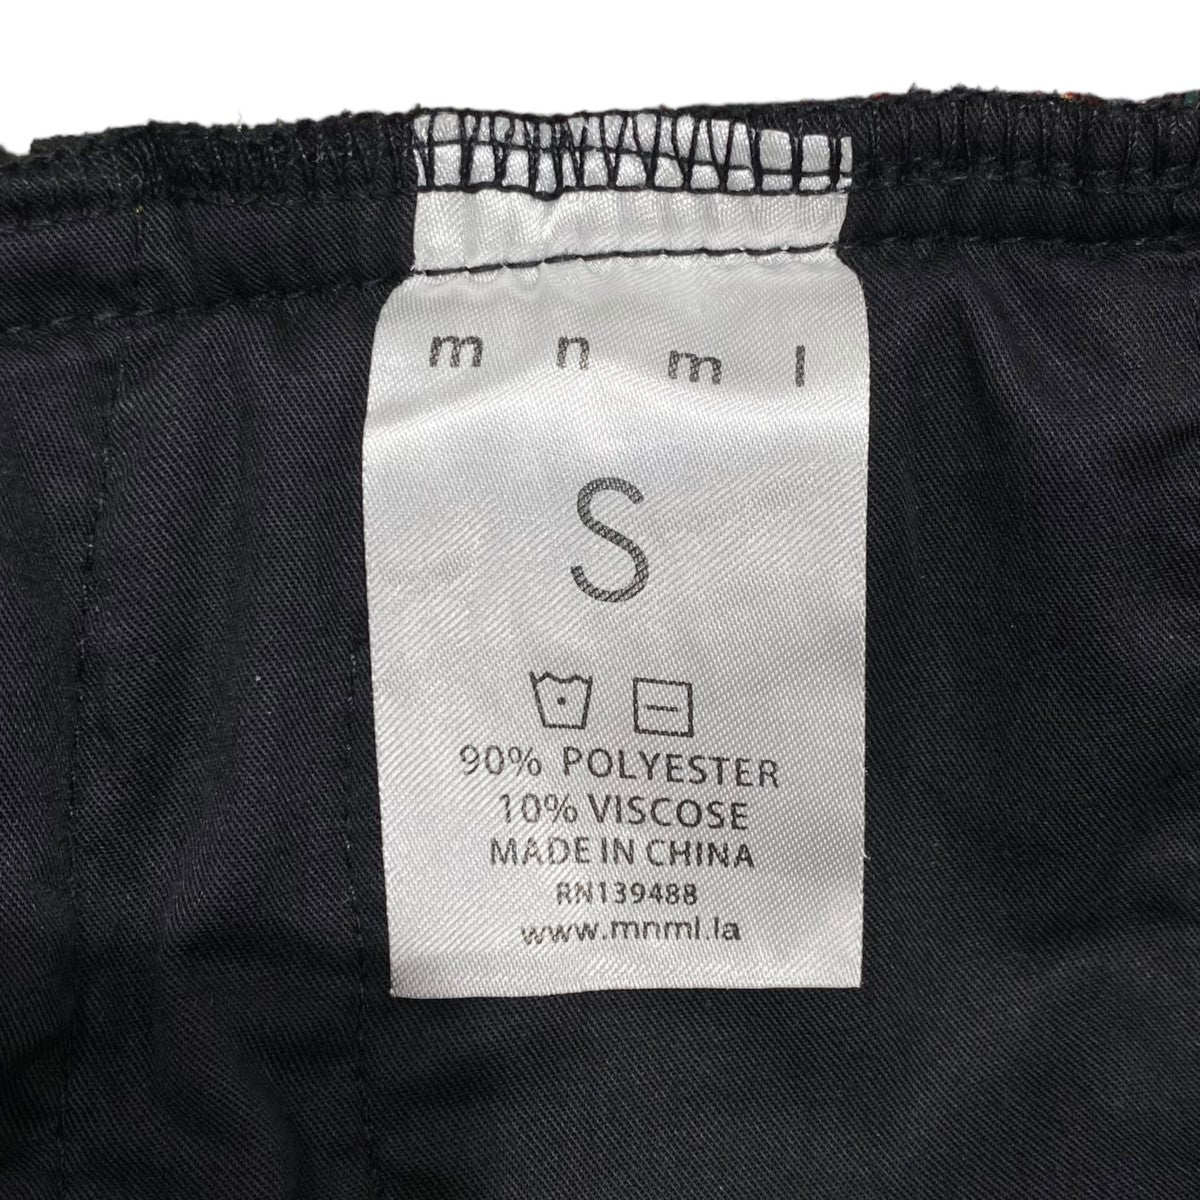 m n m l
S
90% POLYESTER
10% VISCOSE
MADE IN CHINA
RN139488
www.mnml.la